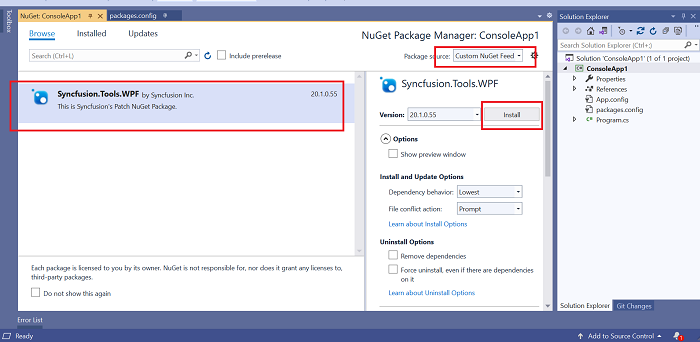 Toolbox
NuGet: ConsoleApp1
packages.config
Browse
Installed
Updates
NuGet Package Manager: ConsoleApp1
Search (Ctrl+L)
Include prerelease
Package source: Custom NuGet Feed
Syncfusion.Tools.WPF by Syncfusion Inc.
20.1.0.55
This is Syncfusion's Patch NuGet Package.
Each package is licensed to you by its owner. NuGet is not responsible, nor does it grant any licenses to,
third-party packages.
Do not show this again
Syncfusion.Tools.WPF
Version: 20.1.0.55
Install
Options
Show preview window
Install and Update Options
Dependency behavior: Lowest
File conflict action: Prompt
Learn about Install Options
Uninstall Options
Remove dependencies
Force uninstall, even if there are dependencies
on it
Learn about Uninstall Options
Solution Explorer
Search Solution Explorer (Ctrl+;)
Solution 'ConsoleApp1' (1 of 1 project)
ConsoleApp1
Properties
References
App.config
packages.config
C# Program.cs
Solution Explorer
Git Changes
Error List
Ready
Add to Source Control
1